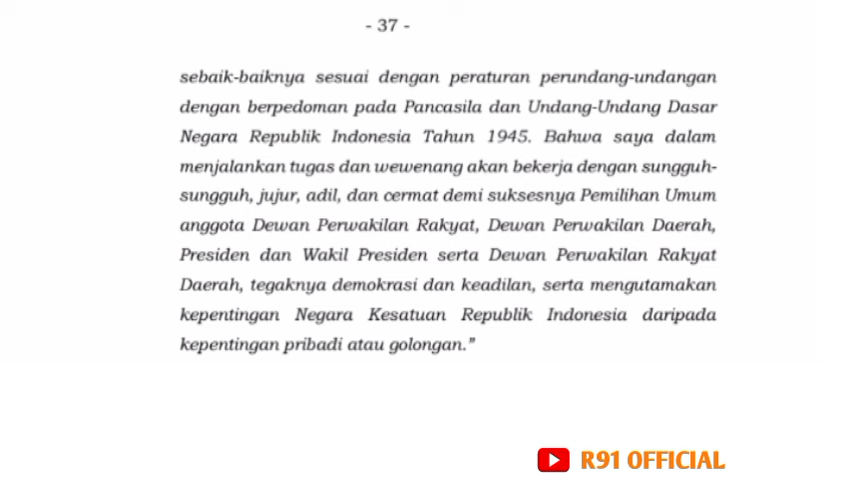 - 37 -
sebaik-baiknya sesuai dengan peraturan perundang-undangan
dengan berpedoman pada Pancasila dan Undang-Undang Dasar
Negara Republik Indonesia Tahun 1945. Bahwa saya dalam
menjalankan tugas dan wewenang akan bekerja dengan sungguh-
sungguh, jujur, adil, dan cermat demi suksesnya Pemilihan Umum
anggota Dewan Perwakilan Rakyat, Dewan Perwakilan Daerah,
Presiden dan Wakil Presiden serta Dewan Perwakilan Rakyat
Daerah, tegaknya demokrasi dan keadilan, serta mengutamakan
kepentingan Negara Kesatuan Republik Indonesia daripada
kepentingan pribadi atau golongan.”
R91 OFFICIAL